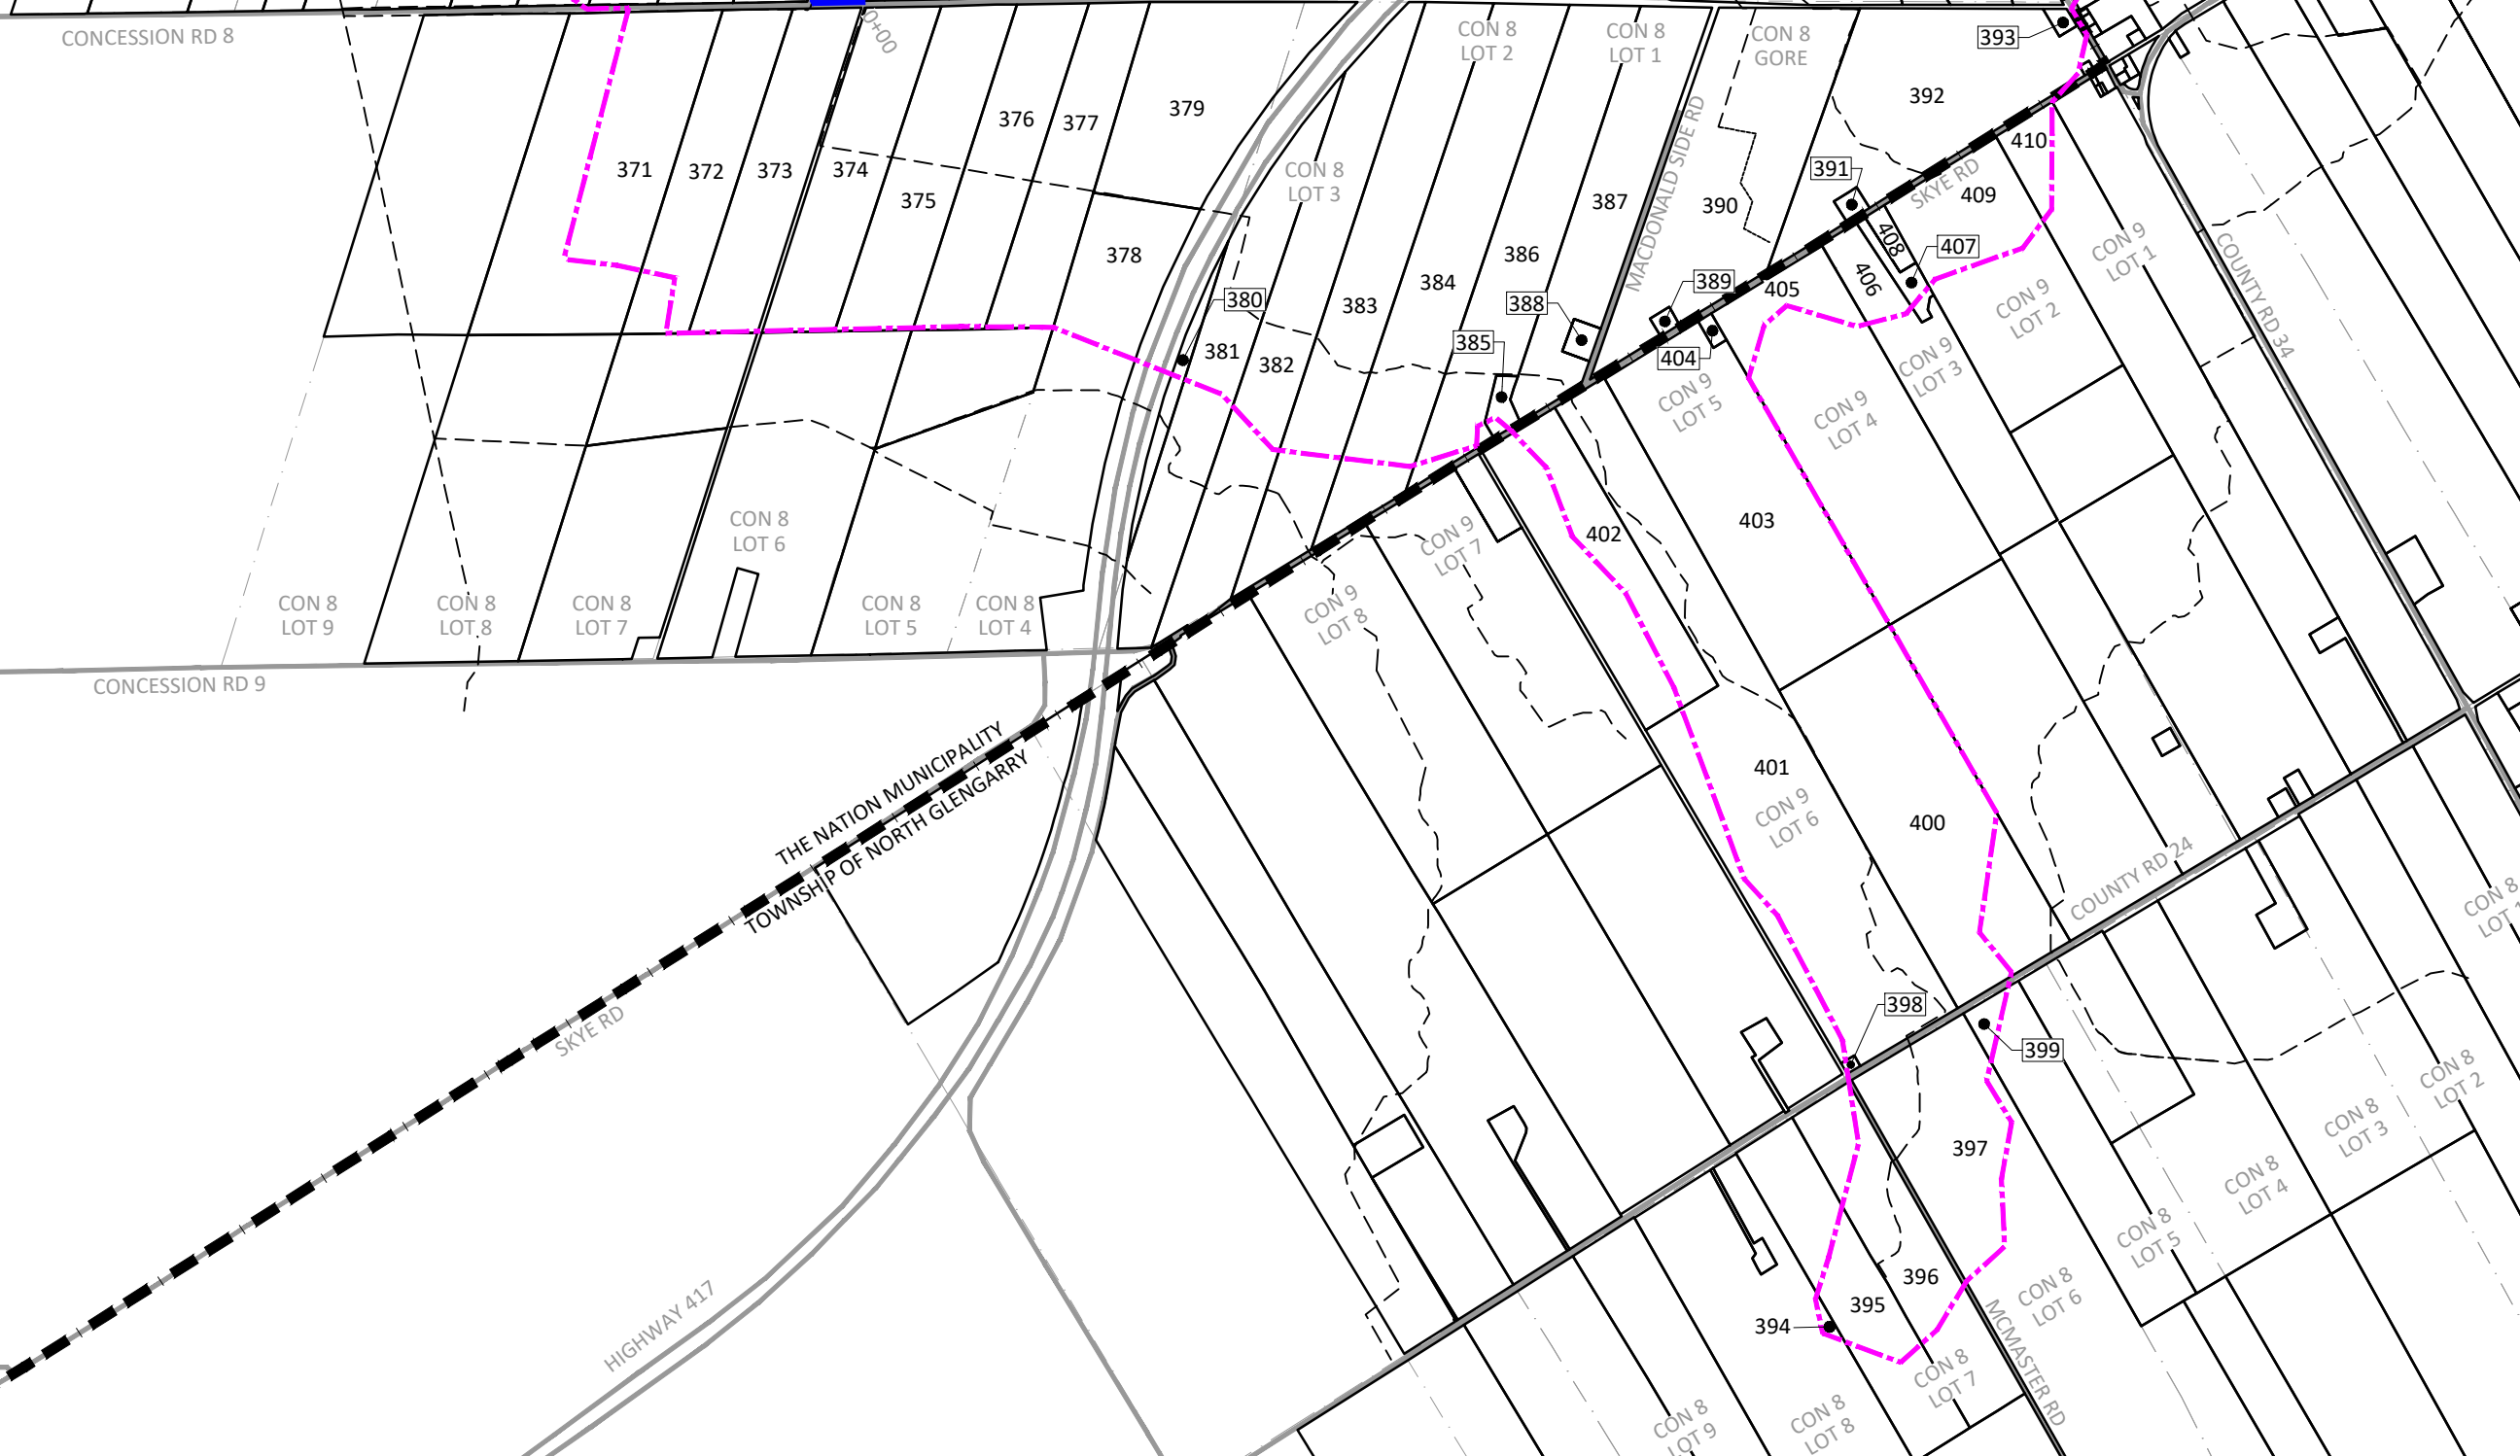 CONCESSION RD 8
0+00
CON 8
LOT 2
CON 8
LOT 1
CON 8
GORE
393
376
377
379
392
371
372
373
374
375
CON 8
LOT 3
387
MACDONALD SIDE RD
390
391
SKYE RD
410
409
378
386
408
407
CON 9
LOT 1
COUNTY RD 34
380
383
384
388
389
405
406
CON 9
LOT 2
381
382
385
404
CON 9
LOT 3
CON 9
LOT 5
CON 9
LOT 4
CON 8
LOT 6
CON 9
LOT 7
402
403
CON 8
LOT 9
CON 8
LOT 8
CON 8
LOT 7
CON 8
LOT 5
CON 8
LOT 4
CON 9
LOT 8
CONCESSION RD 9
THE NATION MUNICIPALITY
TOWNSHIP OF NORTH GLENGARRY
401
CON 9
LOT 6
400
COUNTY RD 24
CON 8
LOT 1
SKYE RD
398
399
CON 8
LOT 2
CON 8
LOT 3
397
CON 8
LOT 4
CON 8
LOT 5
396
395
394
CON 8
LOT 6
HIGHWAY 417
MCMASTER RD
CON 8
LOT 7
CON 8
LOT 8
CON 8
LOT 9